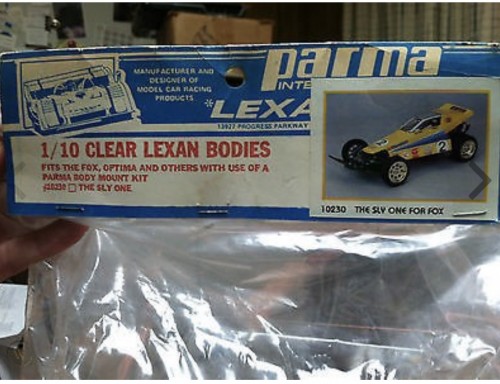 parma
INTE
MANUFACTURER AND
DESIGNER OF
MODEL CAR RACING
PRODUCTS
*LEXA
13927 PROGRESS PARKWAY
1/10 CLEAR LEXAN BODIES
FITS THE FOX, OPTIMA AND OTHERS WITH USE OF A
PARMA BODY MOUNT KIT
10230 THE SLY ONE
2
10230 THE SLY ONE FOR FOX